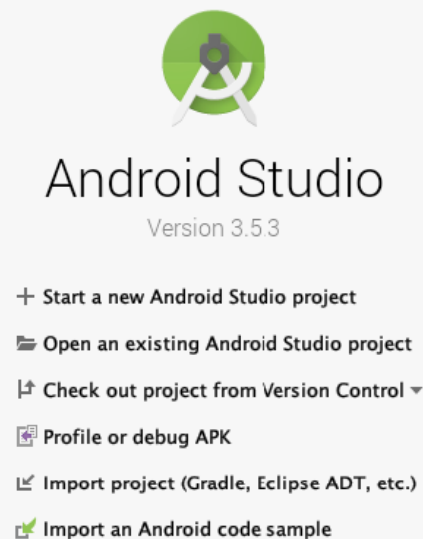 Android Studio
Version 3.5.3
Start a new Android Studio project
Open an existing Android Studio project
Check out project from Version Control
Profile or debug APK
Import project (Gradle, Eclipse ADT, etc.)
Import an Android code sample